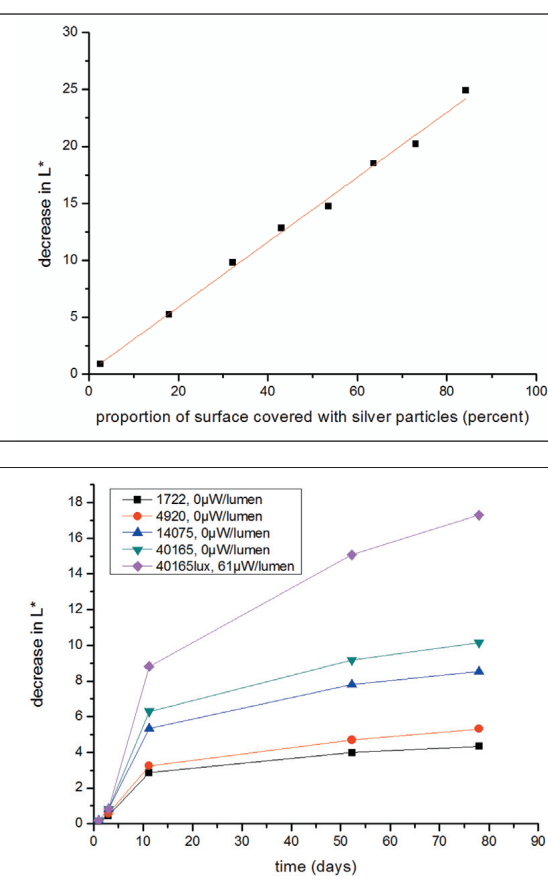 30
25
20
15
10
5
0
decrease in L*
0 20 40 60 80 100
proportion of surface covered with silver particles (percent)
1722, 0µW/lumen
4920, 0µW/lumen
14075, 0µW/lumen
40165, 0µW/lumen
40165lux, 61µW/lumen
18
16
14
12
10
8
6
4
2
0
decrease in L*
0 10 20 30 40 50 60 70 80 90
time (days)